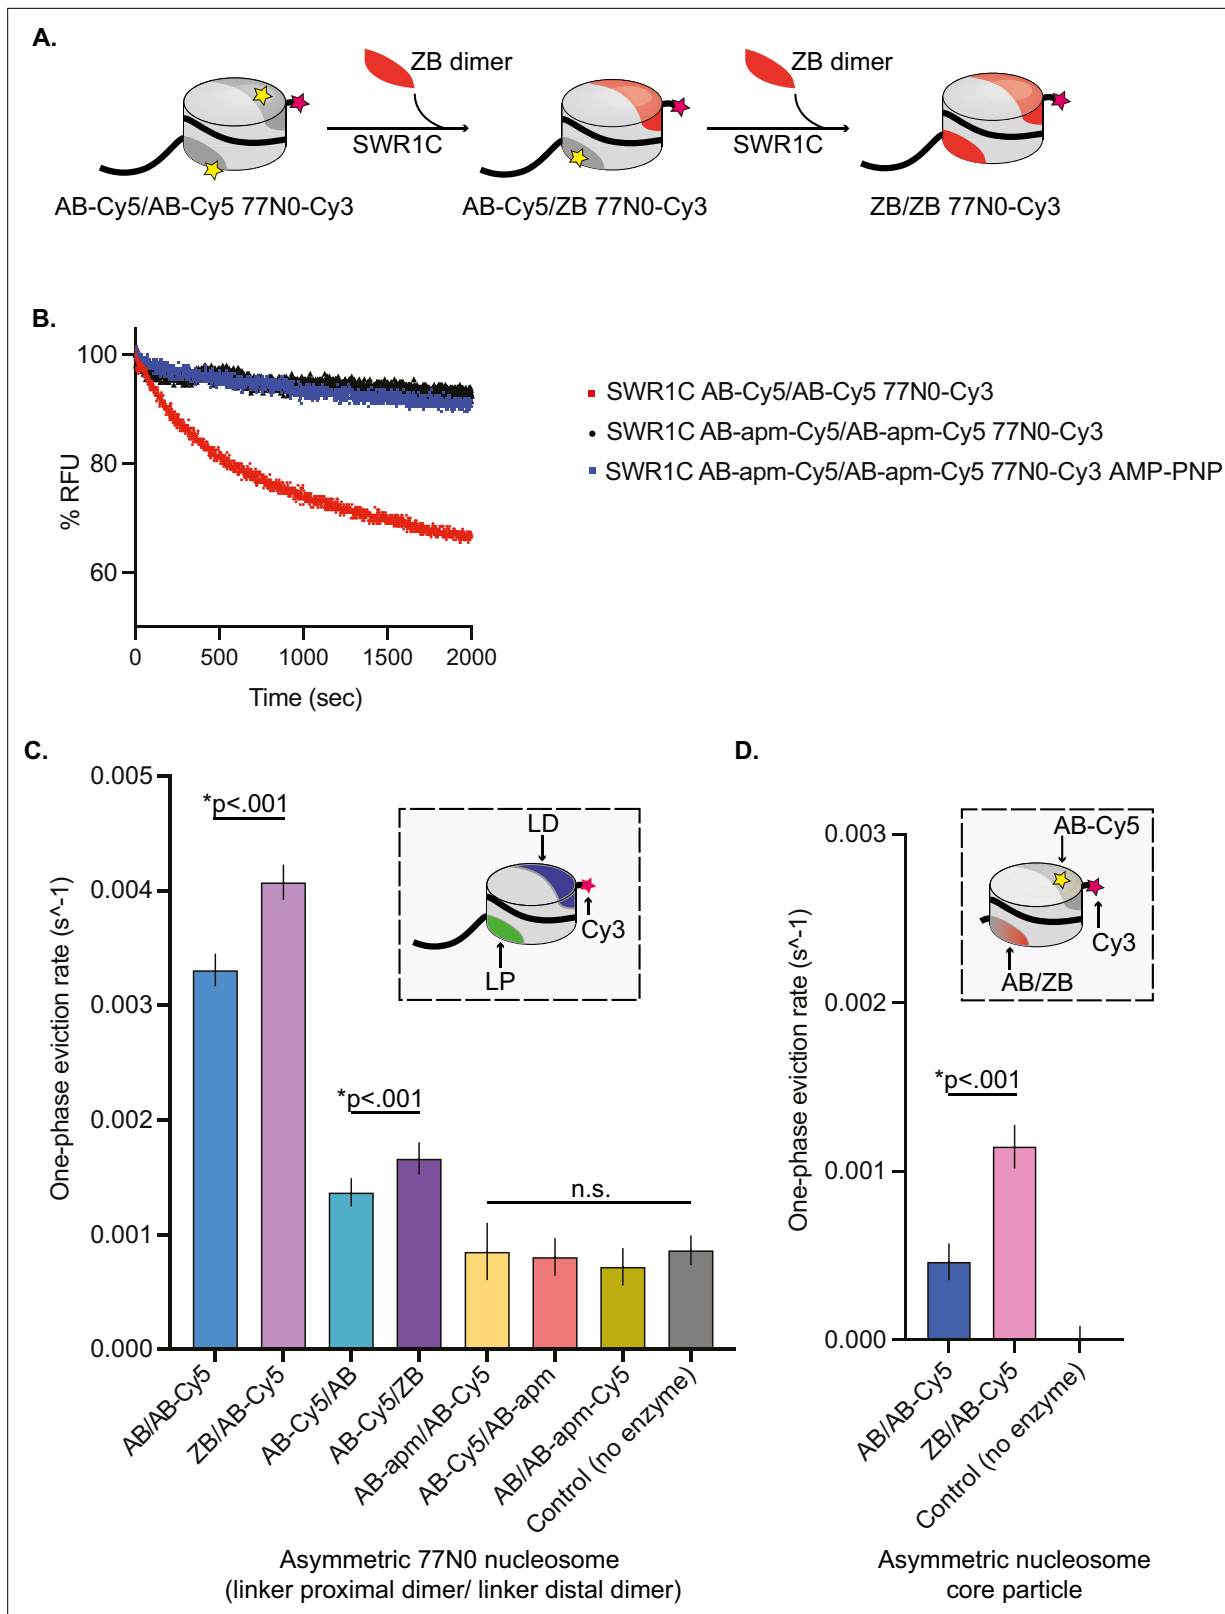 A.
ZB dimer
ZB dimer
SWR1C
SWR1C
AB-Cy5/AB-Cy5 77N0-Cy3
AB-Cy5/ZB 77N0-Cy3
ZB/ZB 77N0-Cy3
B.
100
80
60
% RFU
0
500
1000
1500
2000
Time (sec)
SWR1C AB-Cy5/AB-Cy5 77N0-Cy3
SWR1C AB-apm-Cy5/AB-apm-Cy5 77N0-Cy3
SWR1C AB-apm-Cy5/AB-apm-Cy5 77N0-Cy3 AMP-PNP
C.
0.005
0.004
0.003
0.002
0.001
0.000
One-phase eviction rate (s^-1)
*p<.001
*p<.001
n.s.
LD
Cy3
LP
AB/AB-Cy5
ZB/AB-Cy5
AB-Cy5/AB
AB-Cy5/ZB
AB-apm/AB-Cy5
AB-Cy5/AB-apm
AB/AB-apm-Cy5
Control (no enzyme)
Asymmetric 77N0 nucleosome
(linker proximal dimer/ linker distal dimer)
D.
0.003
0.002
0.001
0.000
One-phase eviction rate (s^-1)
*p<.001
AB-Cy5
Cy3
AB/ZB
AB/AB-Cy5
ZB/AB-Cy5
Control (no enzyme)
Asymmetric nucleosome
core particle